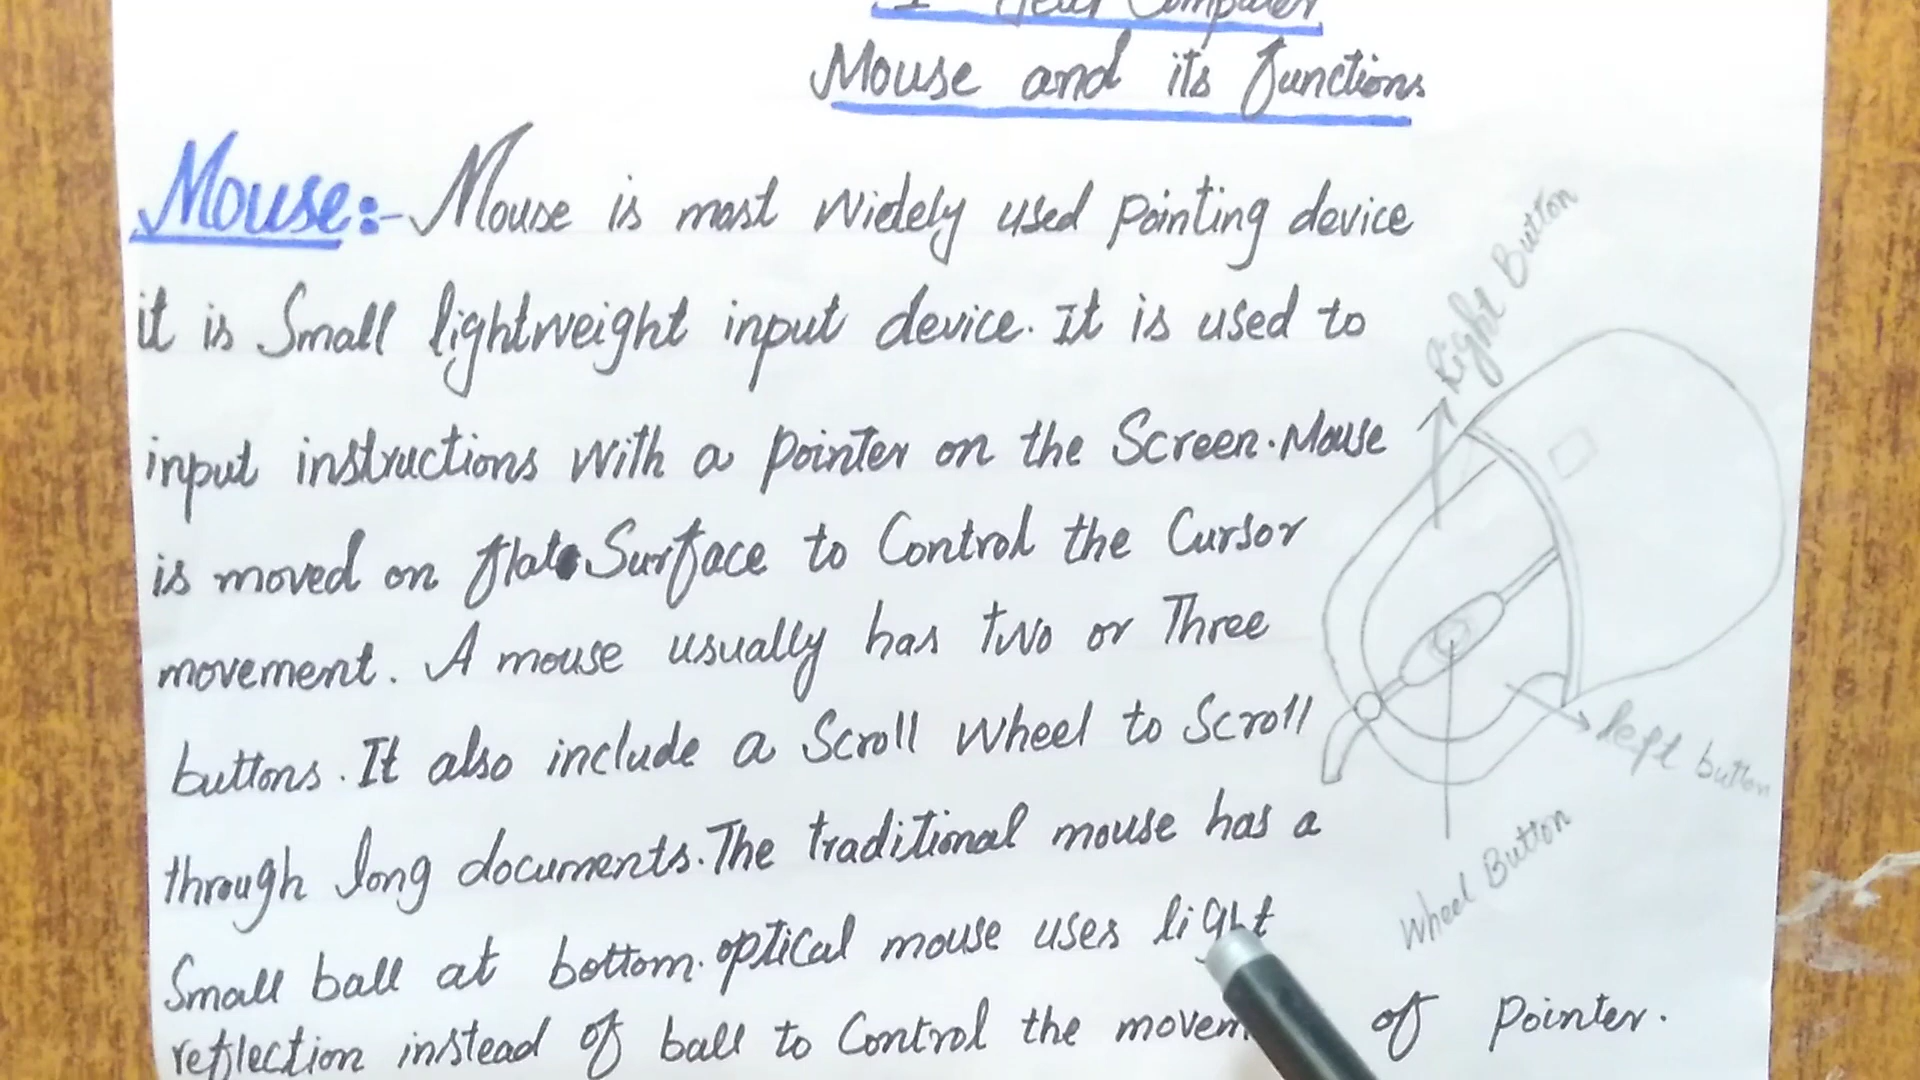 Computer
Mouse and its functions
Mouse:- Mouse is most widely used pointing device
it is Small lightweight input device. It is used to
input instructions with a pointer on the Screen. Mouse
is moved on flat Surface to Control the Cursor
movement. A mouse usually has two or Three
buttons. It also include a Scroll wheel to Scroll
through long documents. The traditional mouse has a
Small ball at bottom. optical mouse uses light
reflection instead of ball to Control the movem of pointer.
Right Button
left button
Wheel Button